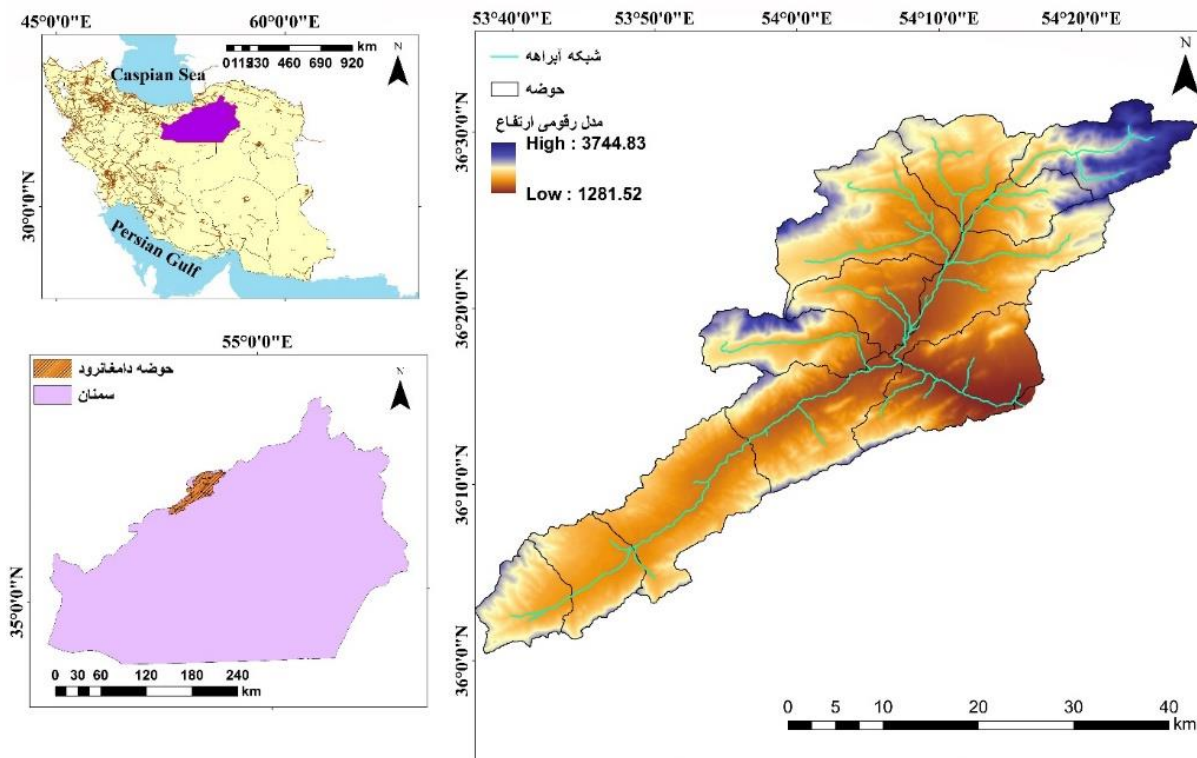 45°0'0"E
60°0'0"E
N
km
0115230 460 690 920
Caspian Sea
Persian Gulf
30°0'0"N
55°0'0"E
حوضه دامغانرود
سمنان
N
35°0'0"N
0 30 60 120 180 240
km
53°40'0"E
53°50'0"E
54°0'0"E
54°10'0"E
54°20'0"E
شبکه آبراهه
حوضه
مدل رقومی ارتفاع
High : 3744.83
Low : 1281.52
N
36°30'0"N
36°20'0"N
36°10'0"N
36°0'0"N
0 5 10 20 30 40
km